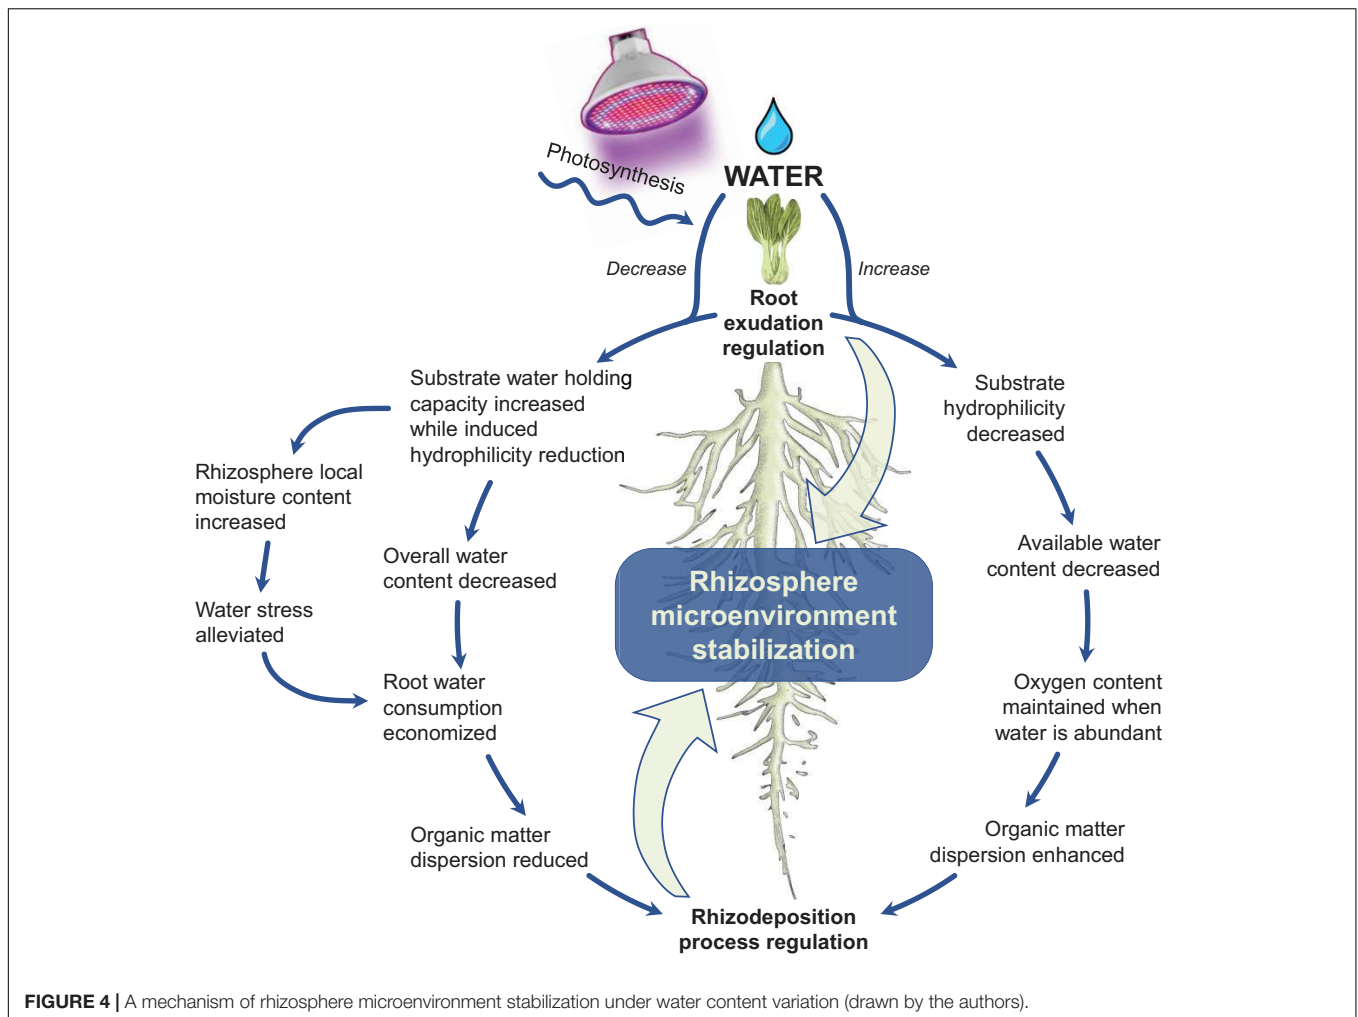 Photosynthesis
WATER
Decrease
Increase
Root
exudation
regulation
Substrate water holding
capacity increased
while induced
hydrophilicity reduction
Substrate
hydrophilicity
decreased
Rhizosphere local
moisture content
increased
Overall water
content decreased
Available water
content decreased
Rhizosphere
microenvironment
stabilization
Water stress
alleviated
Root water
consumption
economized
Oxygen content
maintained when
water is abundant
Organic matter
dispersion reduced
Organic matter
dispersion enhanced
Rhizodeposition
process regulation
FIGURE 4 | A mechanism of rhizosphere microenvironment stabilization under water content variation (drawn by the authors).